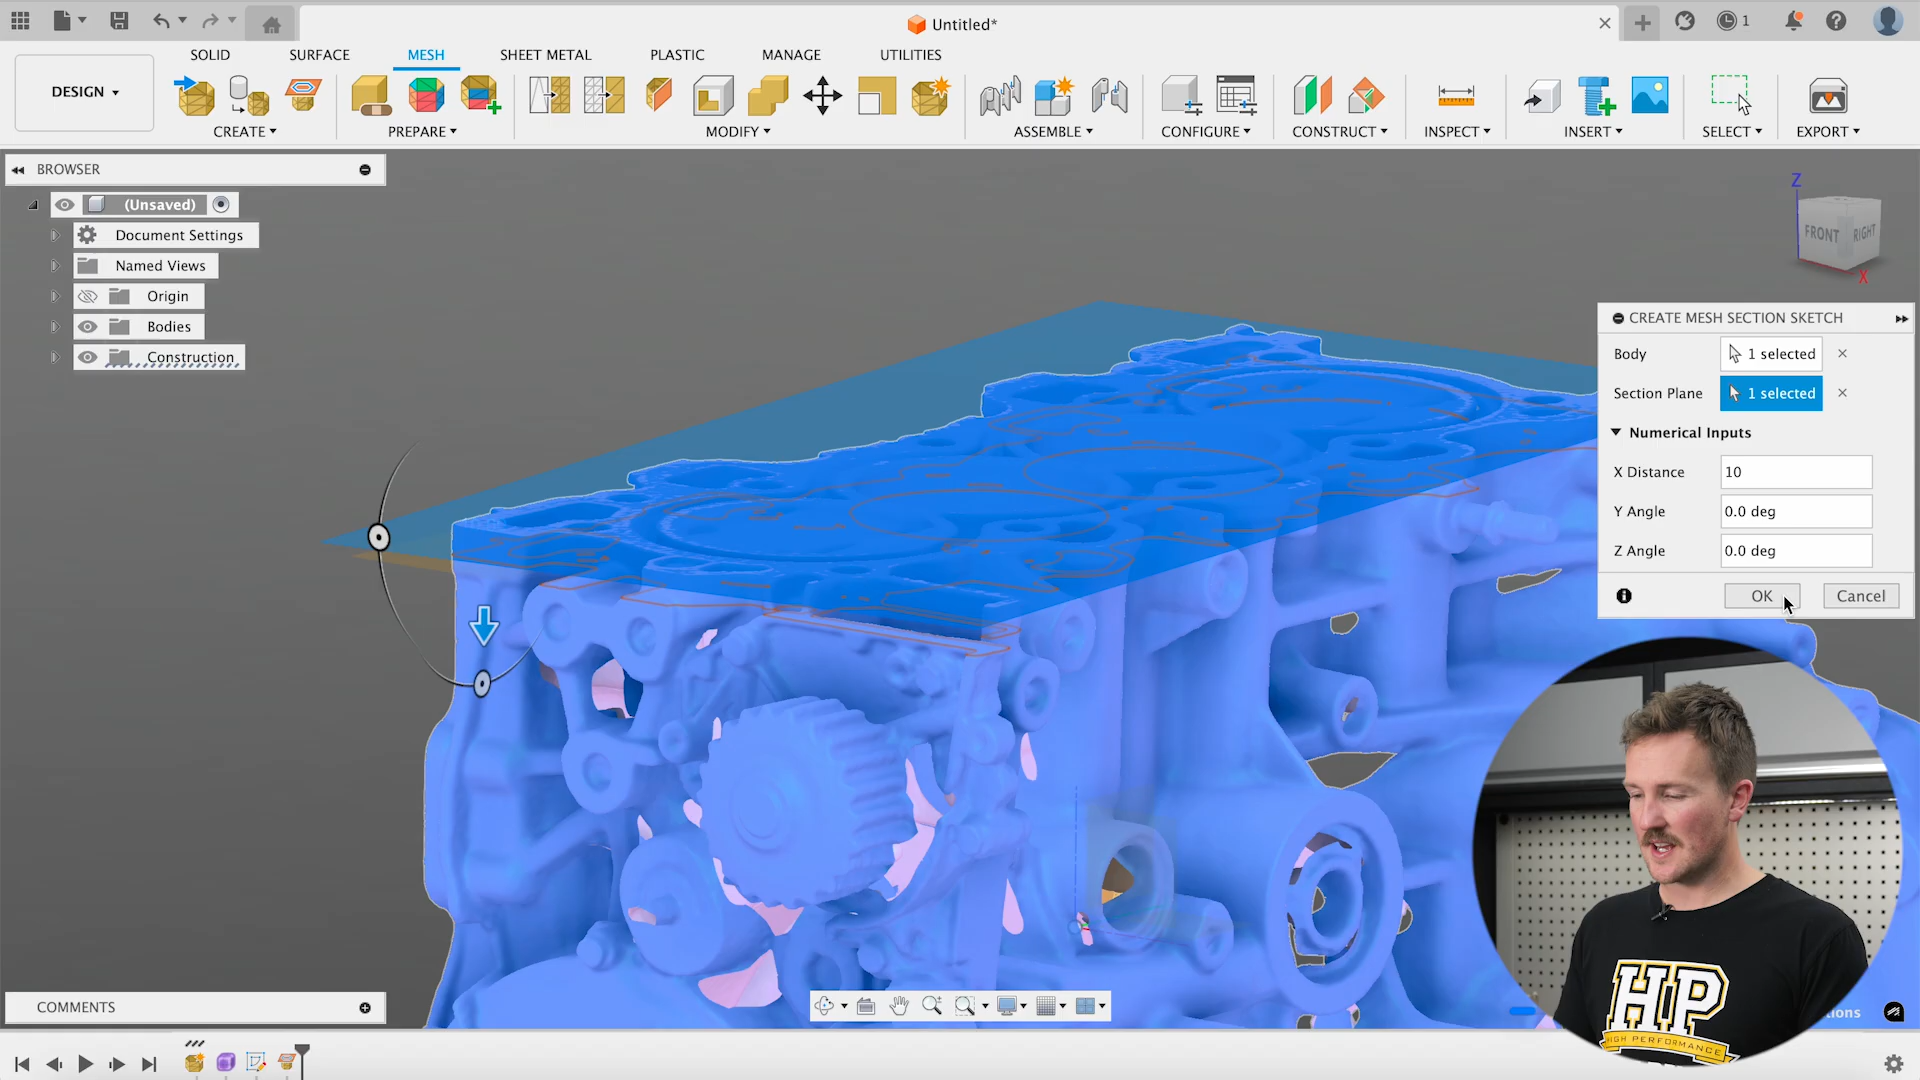 Untitled*
1
SOLID
SURFACE
MESH
SHEET METAL
PLASTIC
MANAGE
UTILITIES
DESIGN
CREATE
PREPARE
MODIFY
ASSEMBLE
CONFIGURE
CONSTRUCT
INSPECT
INSERT
SELECT
EXPORT
BROWSER
(Unsaved)
Document Settings
Named Views
Origin
Bodies
Construction
Z
FRONT
RIGHT
X
CREATE MESH SECTION SKETCH
Body
1 selected
Section Plane
1 selected
Numerical Inputs
X Distance
10
Y Angle
0.0 deg
Z Angle
0.0 deg
OK
Cancel
HP
HIGH PERFORMANCE
COMMENTS